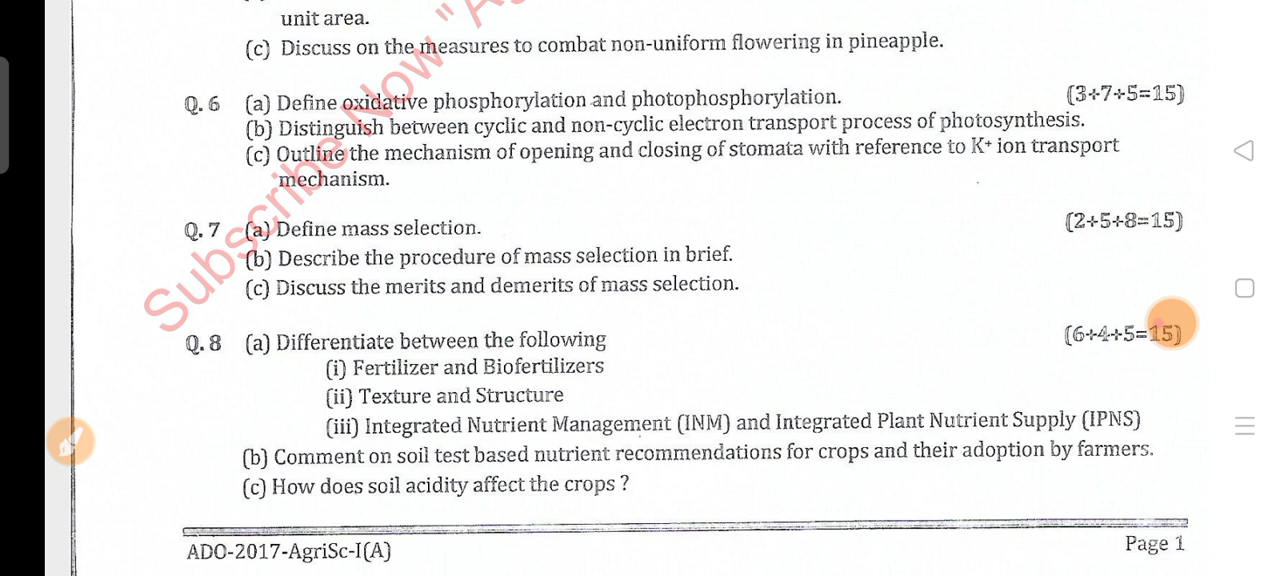 unit area.
(c) Discuss on the measures to combat non-uniform flowering in pineapple.
Q. 6 (a) Define oxidative phosphorylation and photophosphorylation. (3+7+5=15)
(b) Distinguish between cyclic and non-cyclic electron transport process of photosynthesis.
(c) Outline the mechanism of opening and closing of stomata with reference to K⁺ ion transport
mechanism.
Q. 7 (a) Define mass selection. (2+5+8=15)
(b) Describe the procedure of mass selection in brief.
(c) Discuss the merits and demerits of mass selection.
Q. 8 (a) Differentiate between the following (6+4+5=15)
(i) Fertilizer and Biofertilizers
(ii) Texture and Structure
(iii) Integrated Nutrient Management (INM) and Integrated Plant Nutrient Supply (IPNS)
(b) Comment on soil test based nutrient recommendations for crops and their adoption by farmers.
(c) How does soil acidity affect the crops ?
ADO-2017-AgriSc-I(A) Page 1
Subscribe Now "Ag